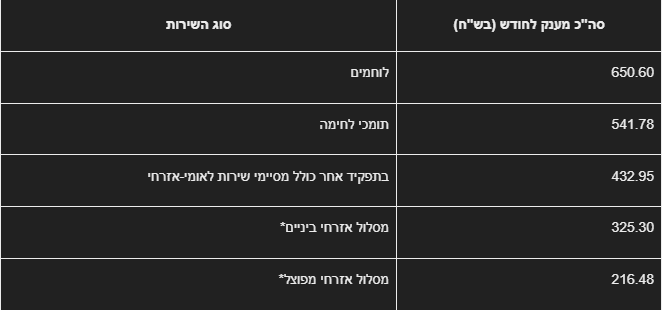 סה"כ מענק לחודש (בש"ח) סוג השירות
650.60 לוחמים
541.78 תומכי לחימה
432.95 בתפקיד אחר כולל מסיימי שירות לאומי-אזרחי
325.30 מסלול אזרחי ביניים*
216.48 מסלול אזרחי מפוצל*